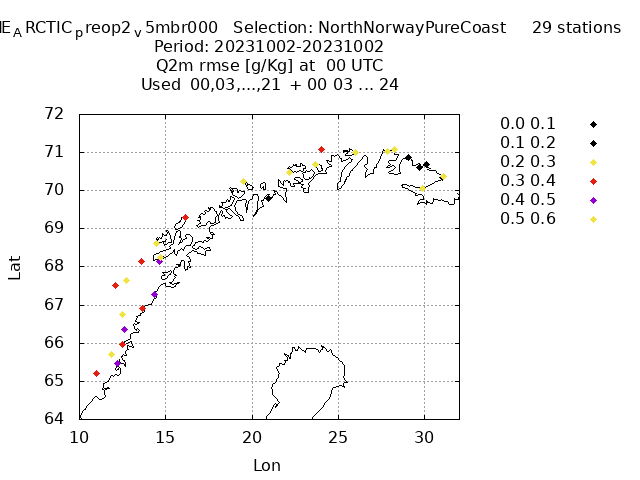 IE_A RCTIC_p reop2_v 5mbr000 Selection: NorthNorwayPureCoast 29 stations
Period: 20231002-20231002
Q2m rmse [g/Kg] at 00 UTC
Used 00,03,...,21 + 00 03 ... 24
72
71
70
69
68
67
66
65
64
10 15 20 25 30
Lat
Lon
0.0 0.1
0.1 0.2
0.2 0.3
0.3 0.4
0.4 0.5
0.5 0.6